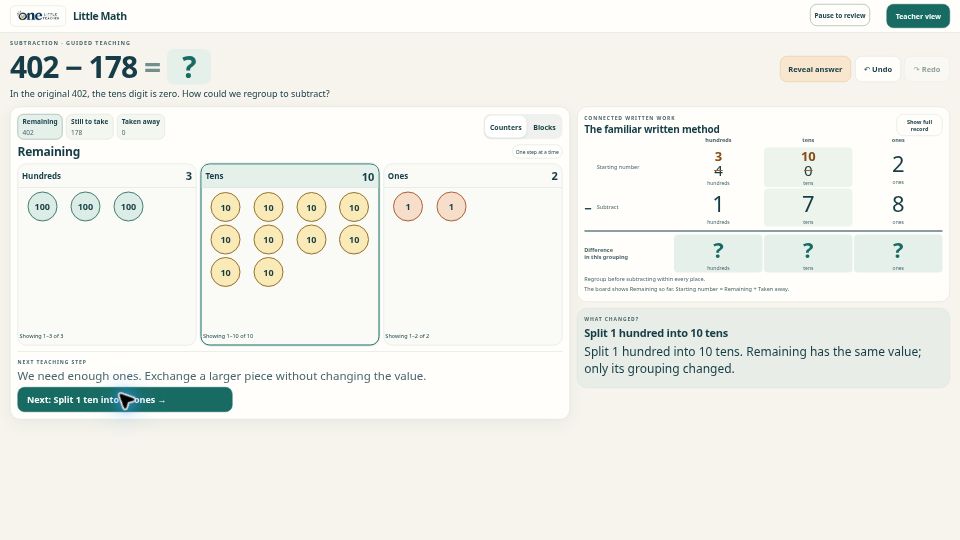 one LITTLE TEACHER
Little Math
Pause to review
Teacher view
SUBTRACTION · GUIDED TEACHING
402 − 178 = ?
Reveal answer
↶ Undo
↷ Redo
In the original 402, the tens digit is zero. How could we regroup to subtract?
Remaining
402
Still to take
178
Taken away
0
Counters
Blocks
Remaining
One step at a time
Hundreds 3
100 100 100
Showing 1–3 of 3
Tens 10
10 10 10 10
10 10 10 10
10 10
Showing 1–10 of 10
Ones 2
1 1
Showing 1–2 of 2
NEXT TEACHING STEP
We need enough ones. Exchange a larger piece without changing the value.
Next: Split 1 ten into ones →
CONNECTED WRITTEN WORK
The familiar written method
Show full
record
hundreds tens ones
3 10
Starting number 4 0 2
hundreds tens ones
− Subtract 1 7 8
hundreds tens ones
Difference
in this grouping
? ? ?
hundreds tens ones
Regroup before subtracting within every place.
The board shows Remaining so far. Starting number = Remaining + Taken away.
WHAT CHANGED?
Split 1 hundred into 10 tens
Split 1 hundred into 10 tens. Remaining has the same value;
only its grouping changed.